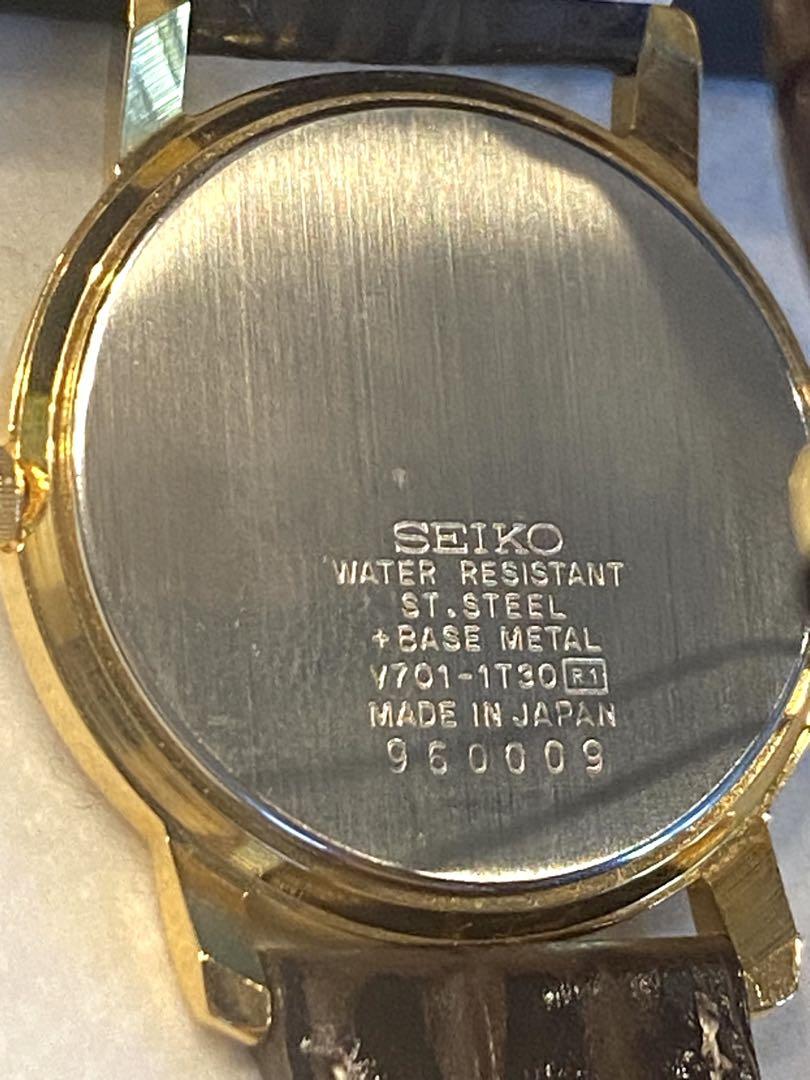 SEIKO
WATER RESISTANT
ST.STEEL
+BASE METAL
V701-1T30 R1
MADE IN JAPAN
960009